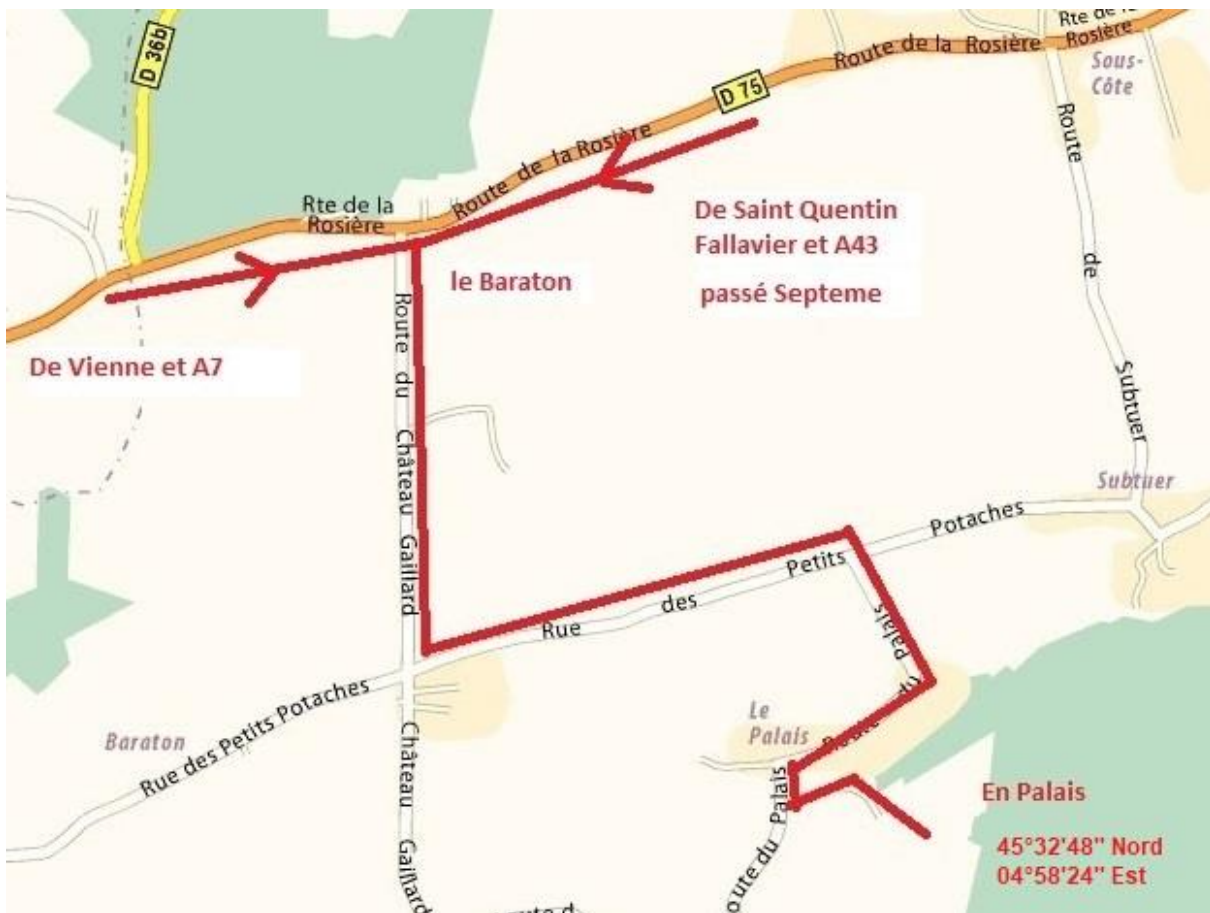 D 36b
D 75
Route de la Rosière
Rte de la
Rosière
Sous-
Côte
Route de la Rosière
Rte de la
Rosière
De Saint Quentin
Fallavier et A43
passé Septeme
le Baraton
De Vienne et A7
Route du Château Gaillard
Route de Subtuer
Subtuer
Rue des Petits Potaches
Baraton
Rue des Petits Potaches
Le
Palais
Route du Palais
En Palais
45°32'48" Nord
04°58'24" Est
Château Gaillard
Route du Palais